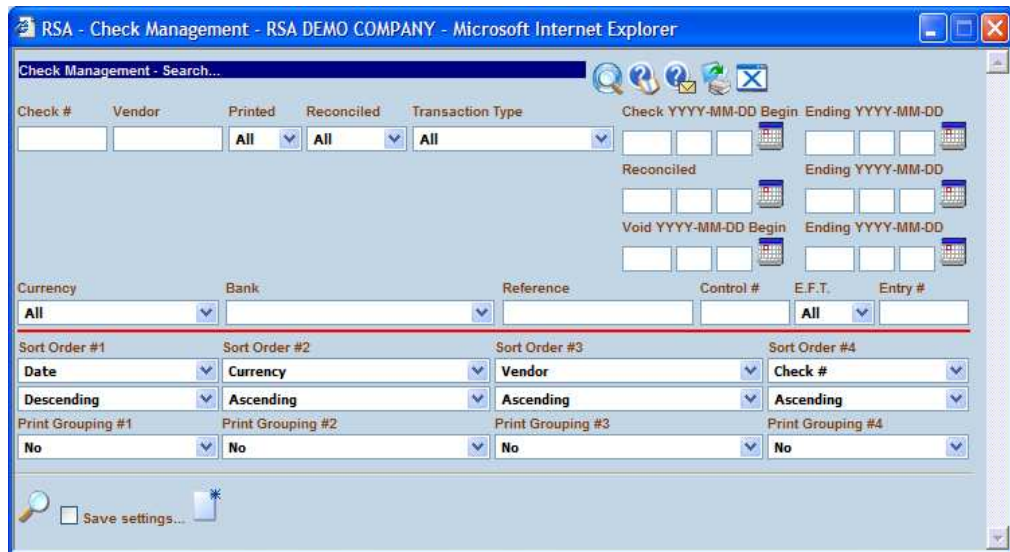 RSA - Check Management - RSA DEMO COMPANY - Microsoft Internet Explorer
Check Management - Search...
Check # Vendor Printed Reconciled Transaction Type Check YYYY-MM-DD Begin Ending YYYY-MM-DD
All All All
Reconciled Ending YYYY-MM-DD
Void YYYY-MM-DD Begin Ending YYYY-MM-DD
Currency Bank Reference Control # E.F.T. Entry #
All All
Sort Order #1 Sort Order #2 Sort Order #3 Sort Order #4
Date Currency Vendor Check #
Descending Ascending Ascending Ascending
Print Grouping #1 Print Grouping #2 Print Grouping #3 Print Grouping #4
No No No No
Save settings...